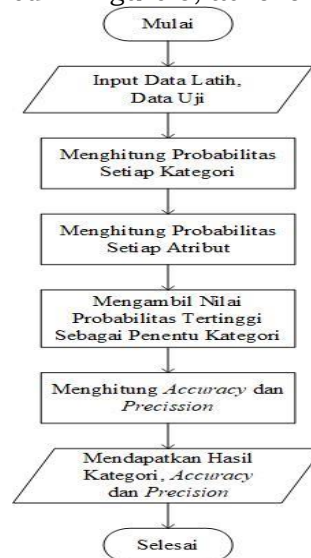 Mulai
Input Data Latih,
Data Uji
Menghitung Probabilitas
Setiap Kategori
Menghitung Probabilitas
Setiap Atribut
Mengambil Nilai
Probabilitas Tertinggi
Sebagai Penentu Kategori
Menghitung Accuracy dan
Precission
Mendapatkan Hasil
Kategori, Accuracy
dan Precision
Selesai